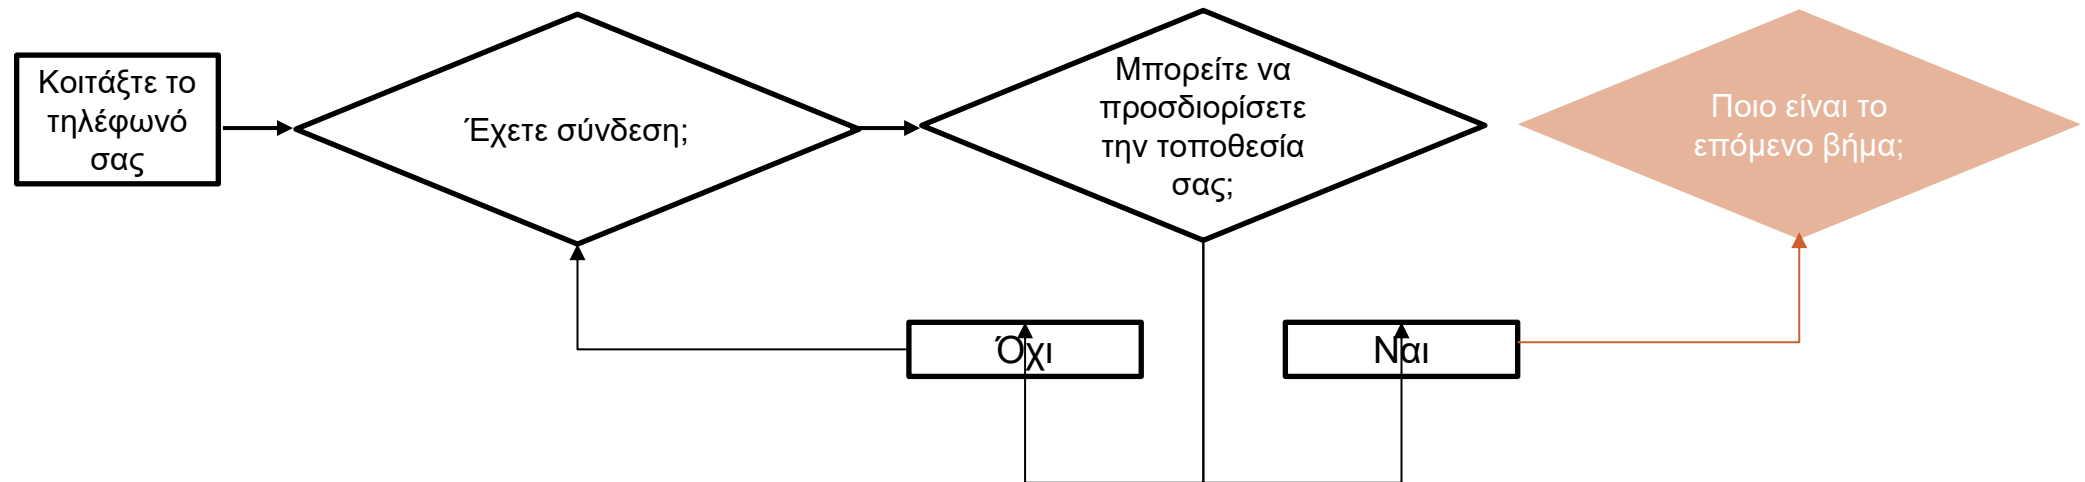 Κοιτάξτε το
τηλέφωνό
σας
Έχετε σύνδεση;
Μπορείτε να
προσδιορίσετε
την τοποθεσία
σας;
Ποιο είναι το
επόμενο βήμα;
Όχι
Ναι